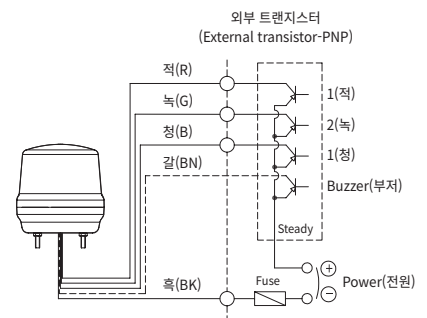 외부 트랜지스터
(External transistor-PNP)
적(R)
1(적)
녹(G)
2(녹)
청(B)
1(청)
갈(BN)
Buzzer(부저)
Steady
흑(BK)
Fuse
+
Power(전원)
−